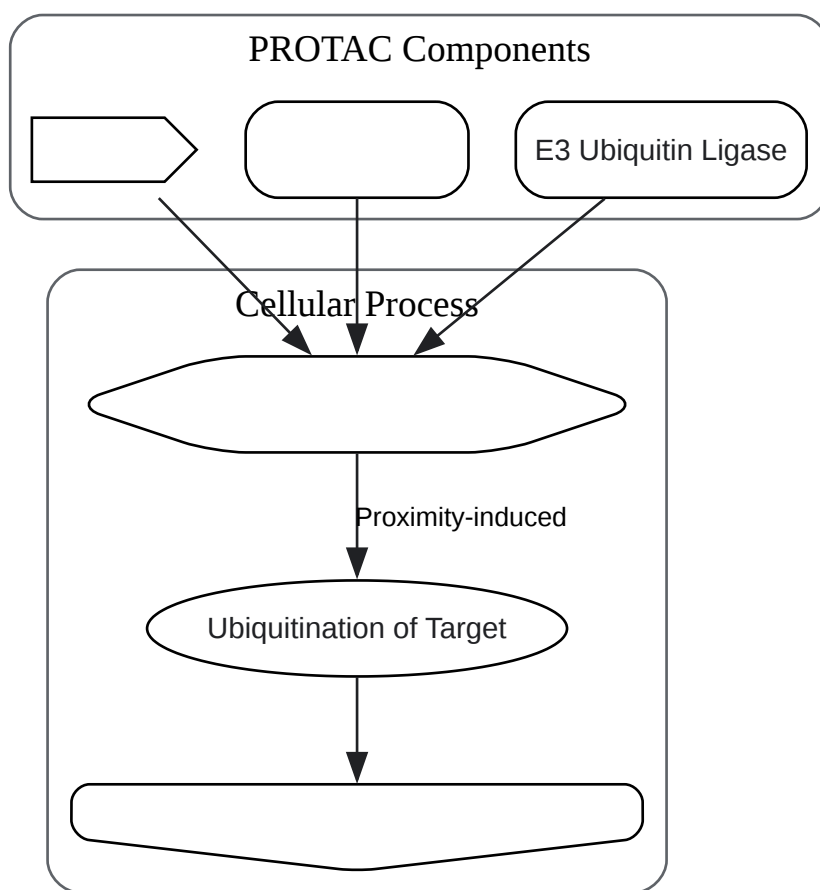 PROTAC Components
E3 Ubiquitin Ligase
Cellular Process
Proximity-induced
Ubiquitination of Target